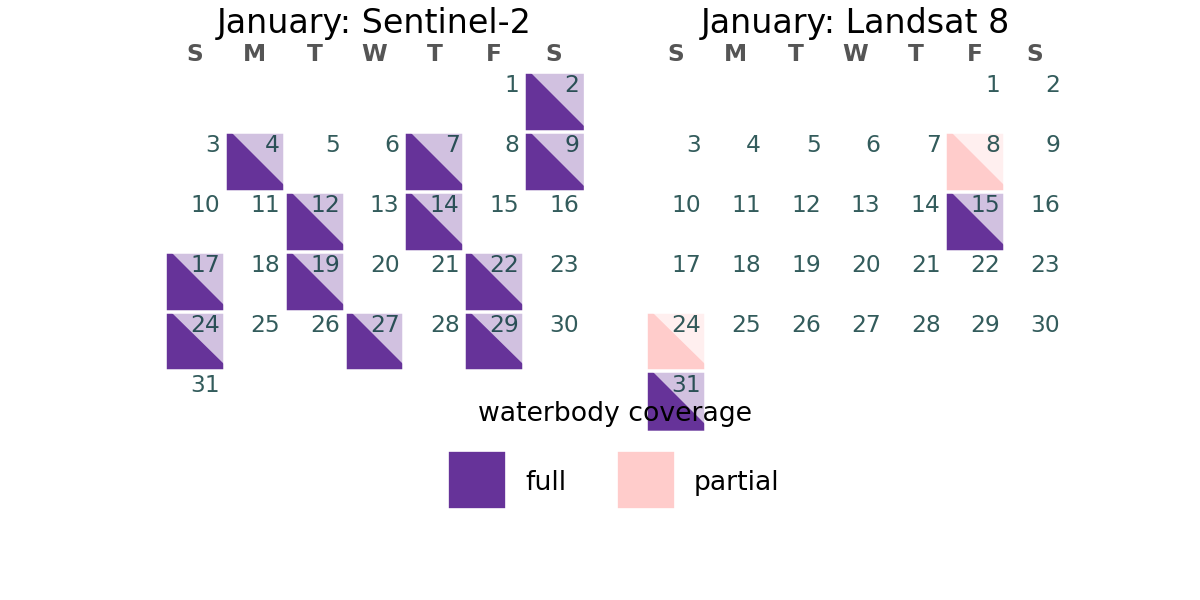 January: Sentinel-2
S M T W T F S
1 2
3 4 5 6 7 8 9
10 11 12 13 14 15 16
17 18 19 20 21 22 23
24 25 26 27 28 29 30
31
January: Landsat 8
S M T W T F S
1 2
3 4 5 6 7 8 9
10 11 12 13 14 15 16
17 18 19 20 21 22 23
24 25 26 27 28 29 30
31
waterbody coverage
full
partial